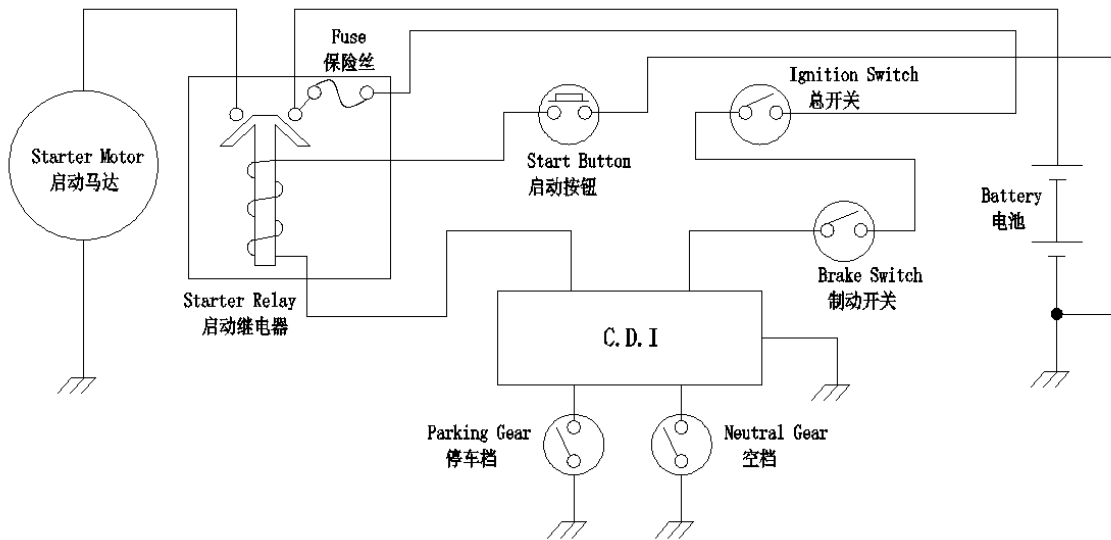 Fuse
保险丝
Ignition Switch
总开关
Starter Motor
启动马达
Start Button
启动按钮
Battery
电池
Brake Switch
制动开关
Starter Relay
启动继电器
C.D.I
Parking Gear
停车档
Neutral Gear
空档